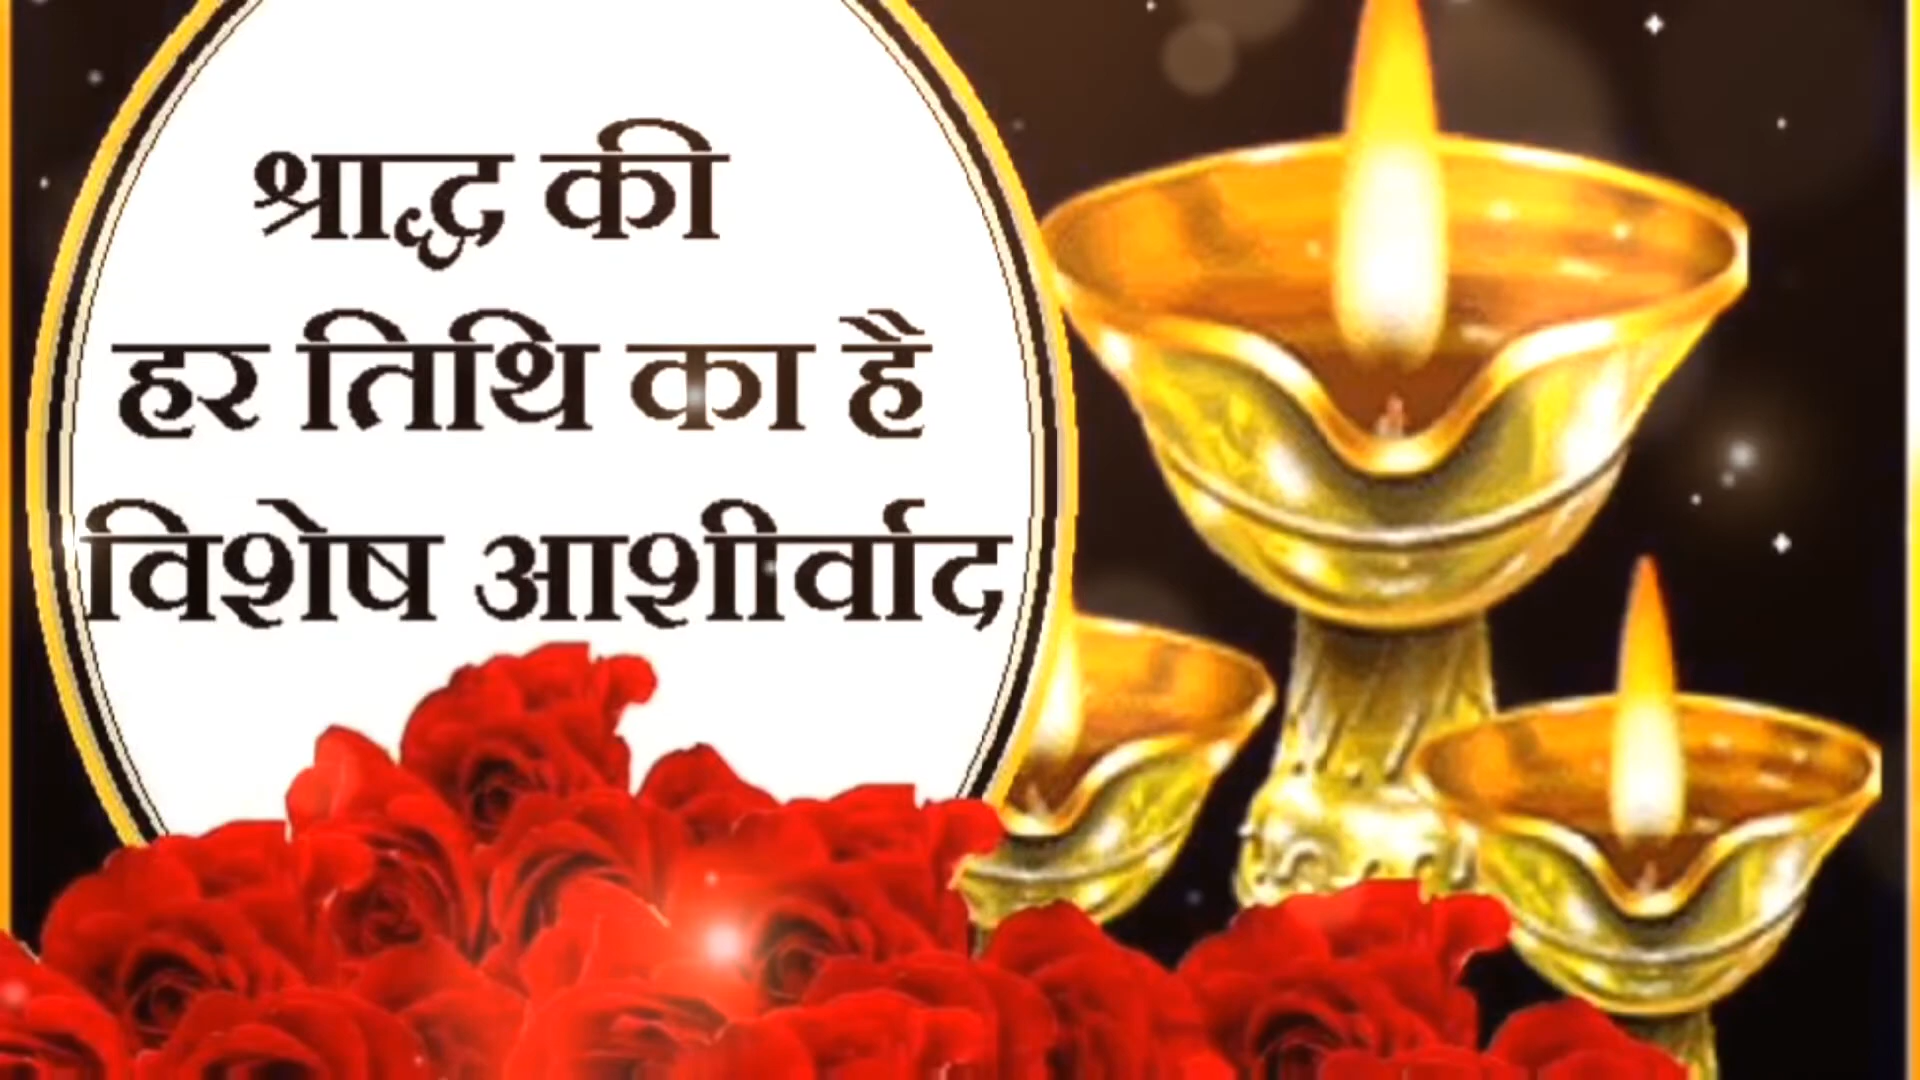 श्राद्ध की
हर तिथि का है
विशेष आशीर्वाद